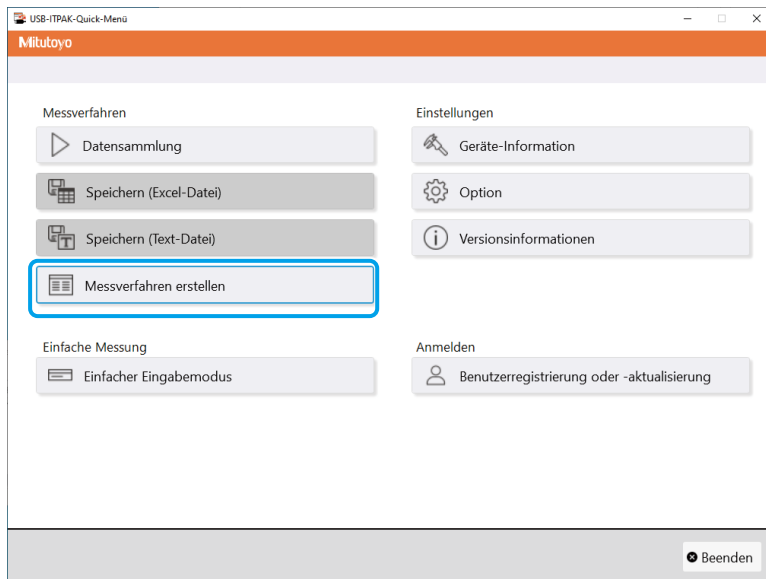 USB-ITPAK-Quick-Menü
Mitutoyo
Messverfahren
Datensammlung
Speichern (Excel-Datei)
Speichern (Text-Datei)
Messverfahren erstellen
Einfache Messung
Einfacher Eingabemodus
Einstellungen
Geräte-Information
Option
Versionsinformationen
Anmelden
Benutzerregistrierung oder -aktualisierung
Beenden